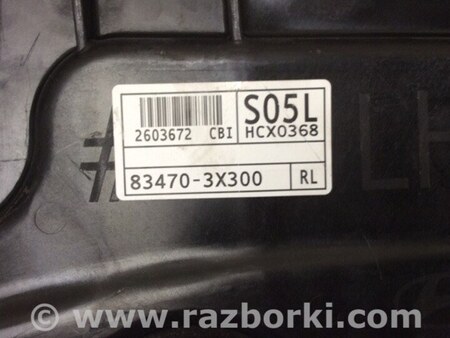 S05L
2603672 CBI HCX0368
83470-3X300 RL
LH
© www.razborki.com